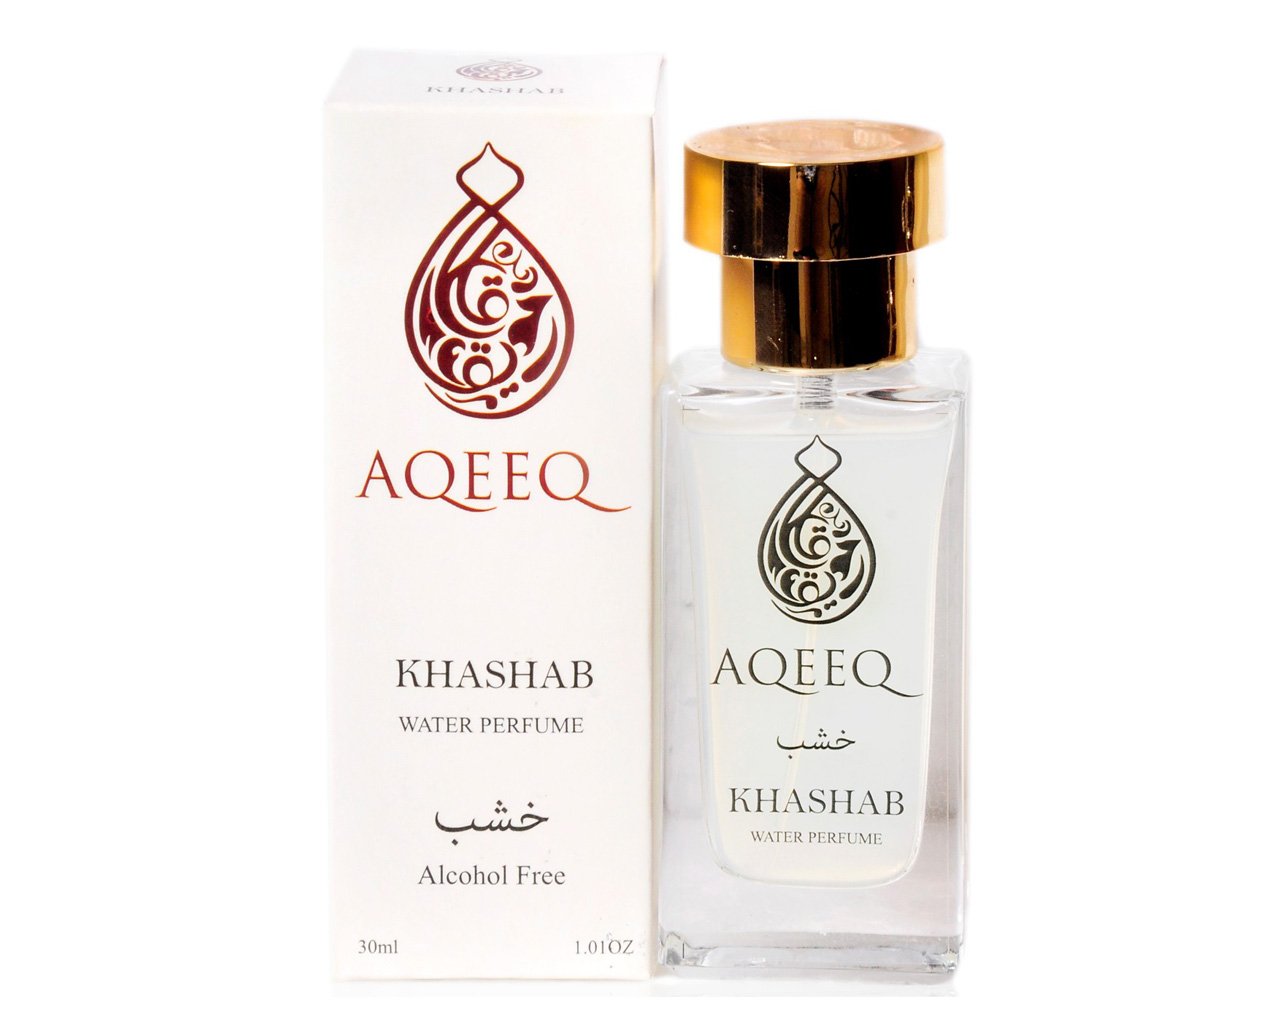 KHASHAB
AQEEQ
KHASHAB
WATER PERFUME
خشب
Alcohol Free
30ml 1.01OZ
AQEEQ
خشب
KHASHAB
WATER PERFUME